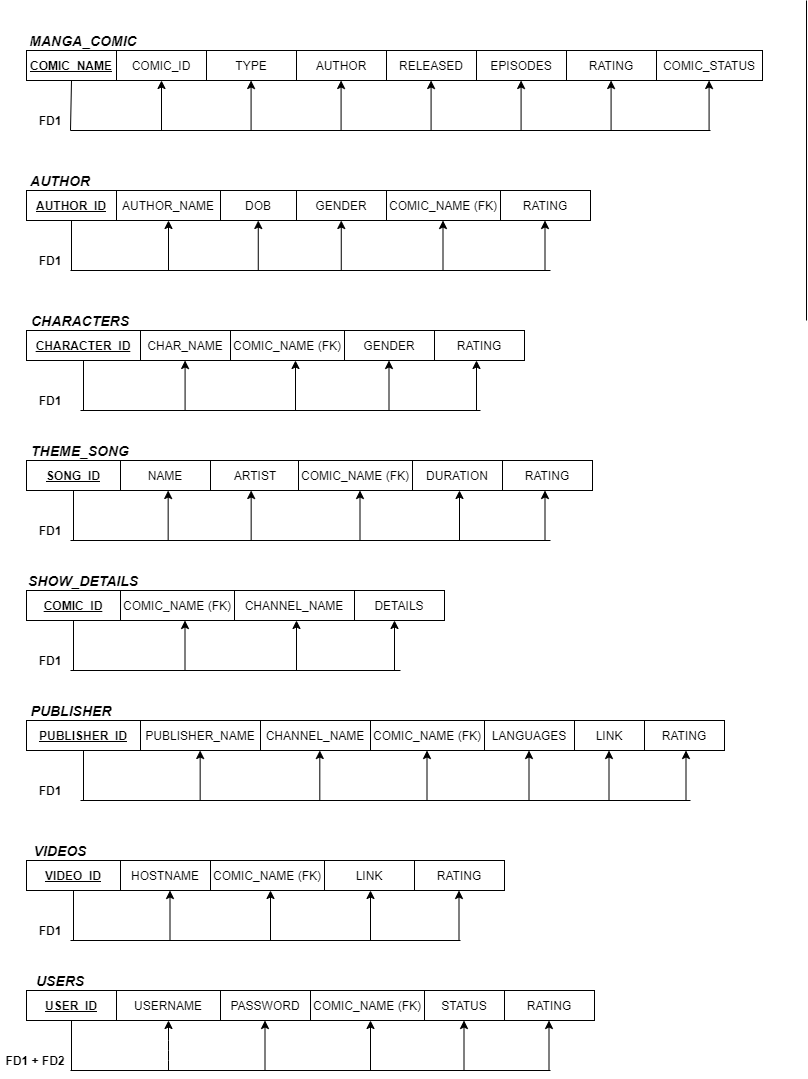 MANGA_COMIC
COMIC_NAME COMIC_ID TYPE AUTHOR RELEASED EPISODES RATING COMIC_STATUS
FD1
AUTHOR
AUTHOR_ID AUTHOR_NAME DOB GENDER COMIC_NAME (FK) RATING
FD1
CHARACTERS
CHARACTER_ID CHAR_NAME COMIC_NAME (FK) GENDER RATING
FD1
THEME_SONG
SONG_ID NAME ARTIST COMIC_NAME (FK) DURATION RATING
FD1
SHOW_DETAILS
COMIC_ID COMIC_NAME (FK) CHANNEL_NAME DETAILS
FD1
PUBLISHER
PUBLISHER_ID PUBLISHER_NAME CHANNEL_NAME COMIC_NAME (FK) LANGUAGES LINK RATING
FD1
VIDEOS
VIDEO_ID HOSTNAME COMIC_NAME (FK) LINK RATING
FD1
USERS
USER_ID USERNAME PASSWORD COMIC_NAME (FK) STATUS RATING
FD1 + FD2